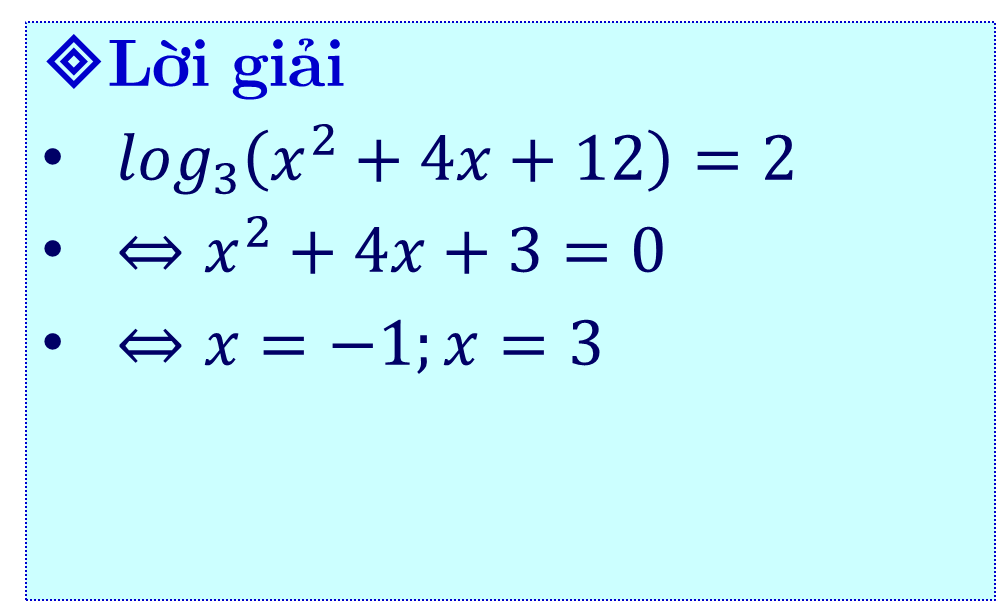 Lời giải
• log₃(x² + 4x + 12) = 2
• ⇔ x² + 4x + 3 = 0
• ⇔ x = −1; x = 3